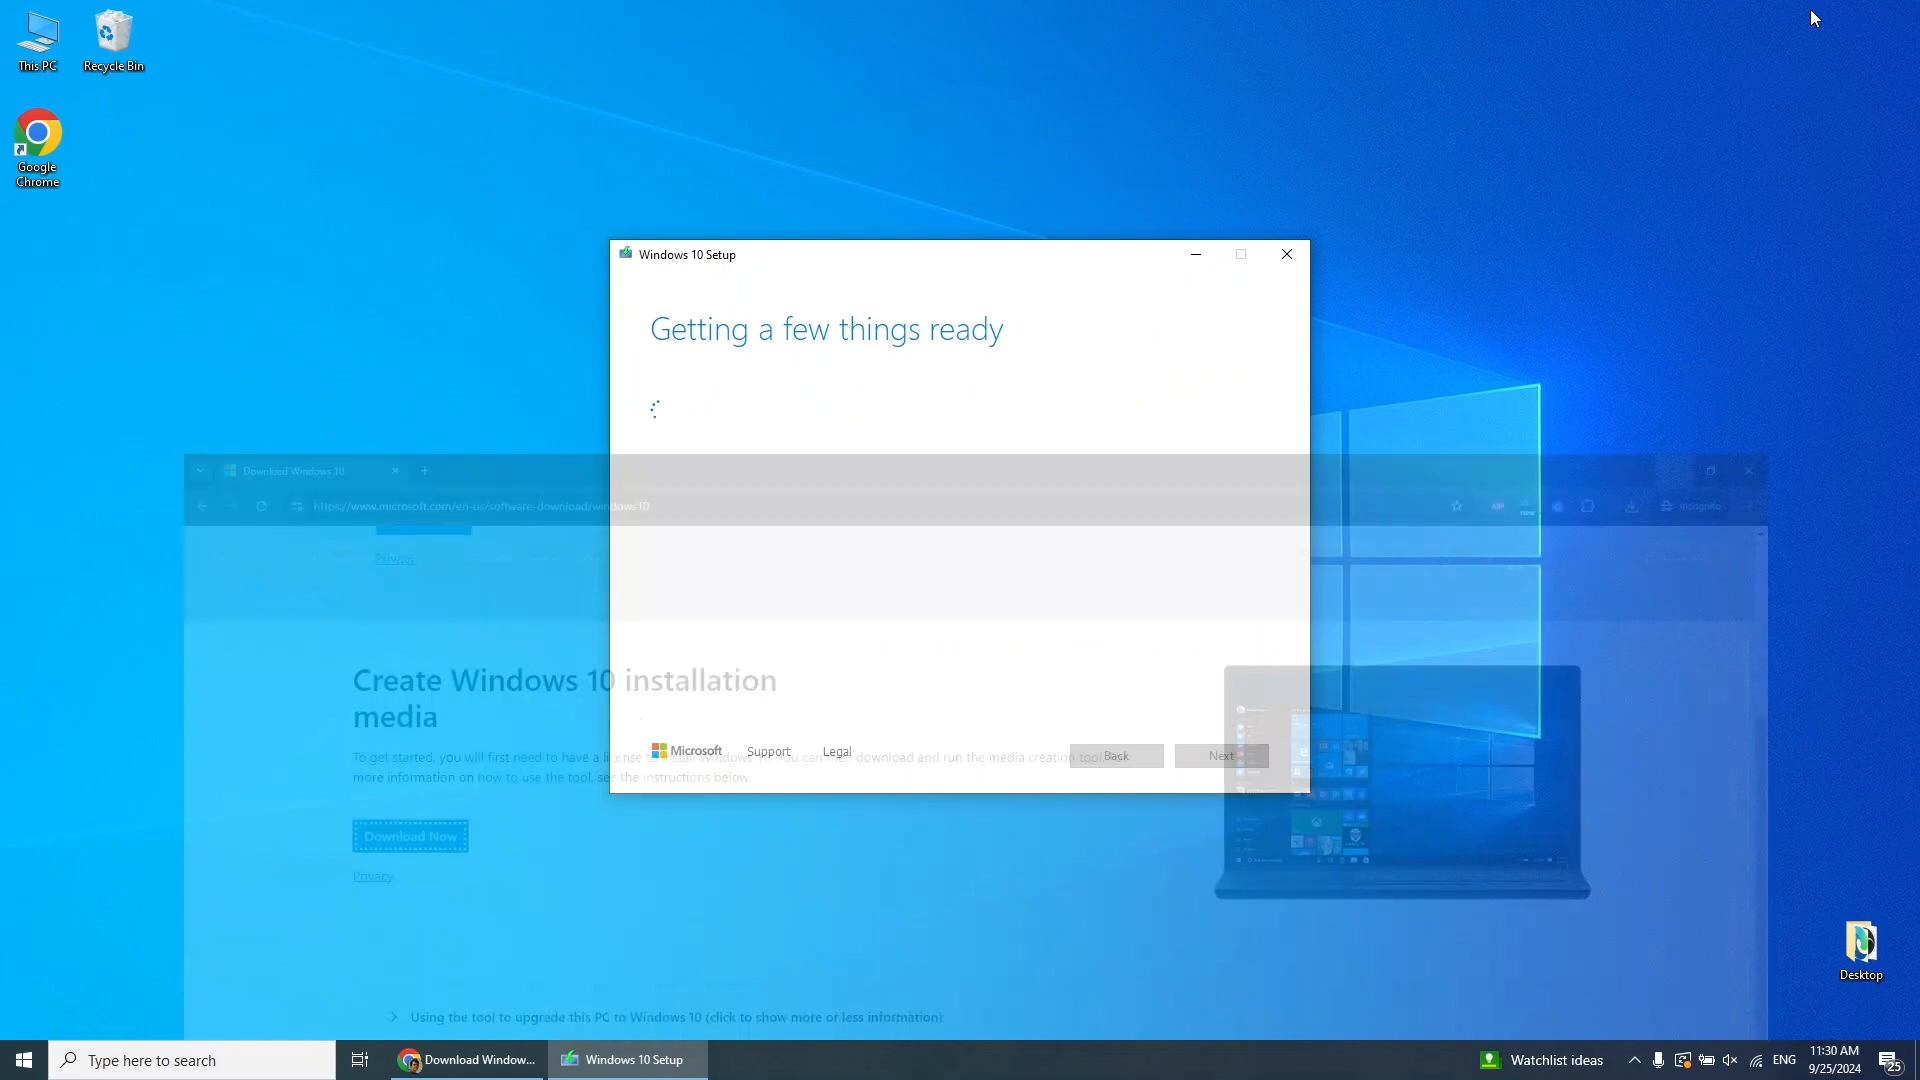 This PC
Recycle Bin
Google
Chrome
Windows 10 Setup
Getting a few things ready
Download Windows 10
https://www.microsoft.com/en-us/software-download/windows10
Incognito
Privacy
Create Windows 10 installation
media
Microsoft
Support
Legal
To get started, you will first need to have a license to install Windows 10. You can then download and run the media creation tool.
more information on how to use the tool, see the instructions below.
Back
Next
Download Now
Privacy
Desktop
Using the tool to upgrade this PC to Windows 10 (click to show more or less information)
Type here to search
Download Window...
Windows 10 Setup
Watchlist ideas
ENG
11:30 AM
9/25/2024
25